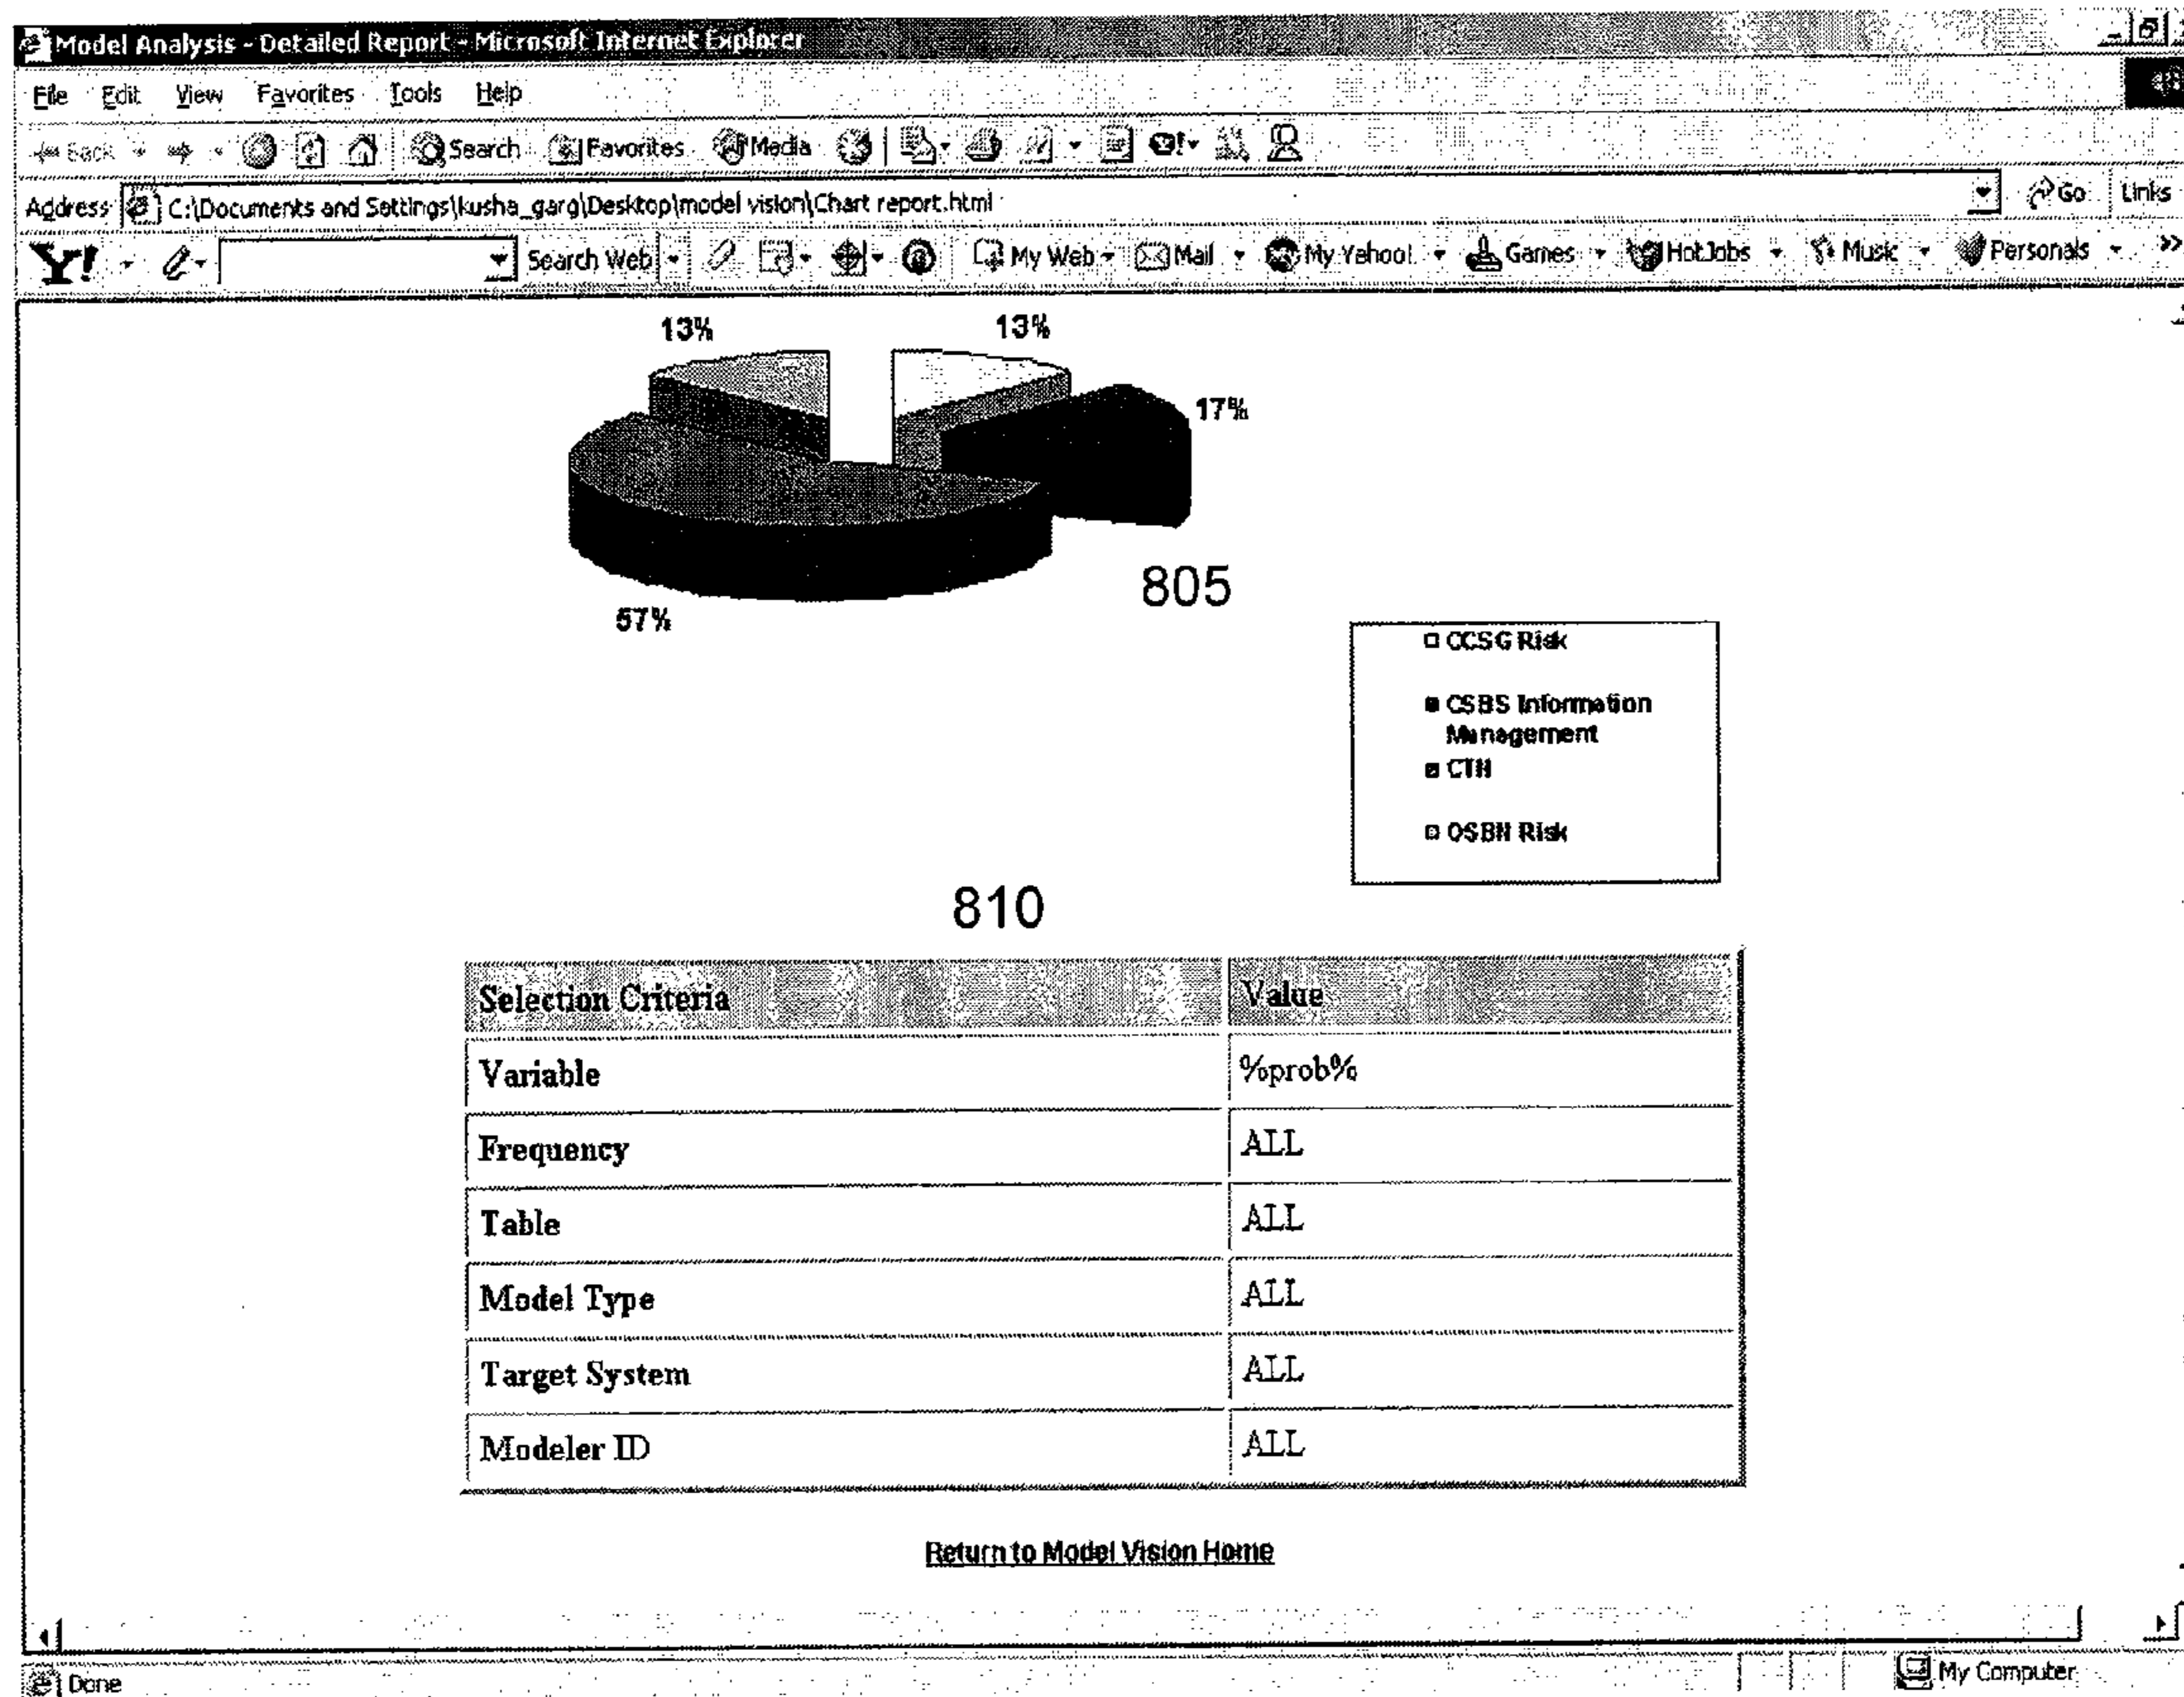 Model Analysis - Detailed Report - Microsoft Internet Explorer
File Edit View Favorites Tools Help
Back Search Favorites Media
Address C:\Documents and Settings\kusha_garg\Desktop\model vision\Chart report.html Go Links
Y! Search Web My Web Mail My Yahoo! Games HotJobs Music Personals »
13% 13%
17%
57%
805
CCSG Risk
CSBS Information
Management
OSBN Risk
810
Selection Criteria Value
Variable %prob%
Frequency ALL
Table ALL
Model Type ALL
Target System ALL
Modeler ID ALL
Return to Model Vision Home
Done My Computer